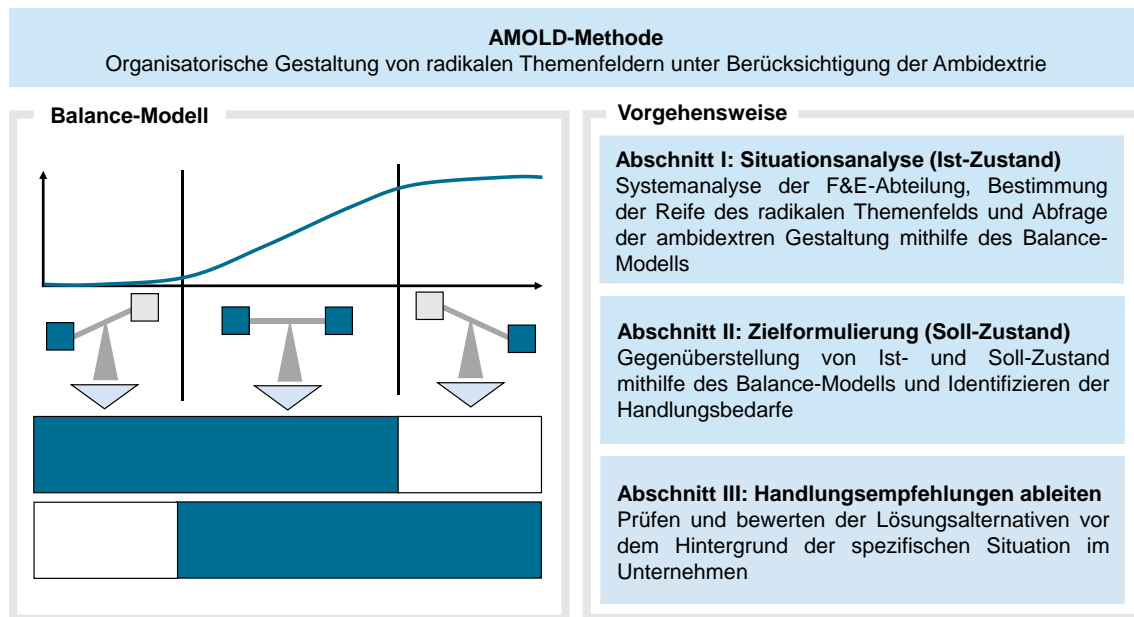 AMOLD-Methode
Organisatorische Gestaltung von radikalen Themenfeldern unter Berücksichtigung der Ambidextrie
Balance-Modell
Vorgehensweise
Abschnitt I: Situationsanalyse (Ist-Zustand)
Systemanalyse der F&E-Abteilung, Bestimmung
der Reife des radikalen Themenfelds und Abfrage
der ambidextren Gestaltung mithilfe des Balance-
Modells
Abschnitt II: Zielformulierung (Soll-Zustand)
Gegenüberstellung von Ist- und Soll-Zustand
mithilfe des Balance-Modells und Identifizieren der
Handlungsbedarfe
Abschnitt III: Handlungsempfehlungen ableiten
Prüfen und bewerten der Lösungsalternativen vor
dem Hintergrund der spezifischen Situation im
Unternehmen